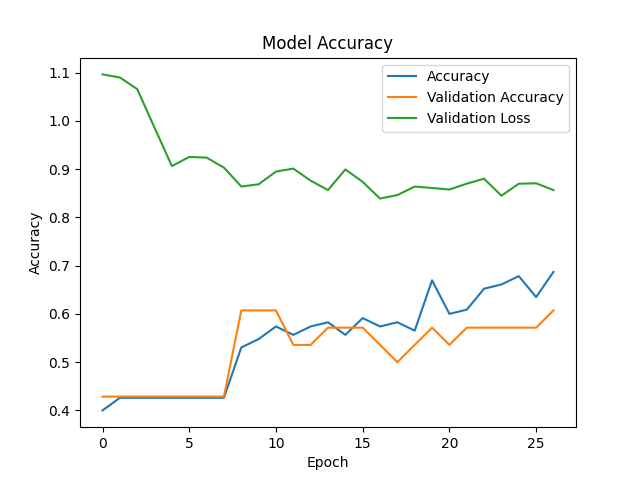 Model Accuracy
Accuracy
Validation Accuracy
Validation Loss
Accuracy
1.1
1.0
0.9
0.8
0.7
0.6
0.5
0.4
0 5 10 15 20 25
Epoch